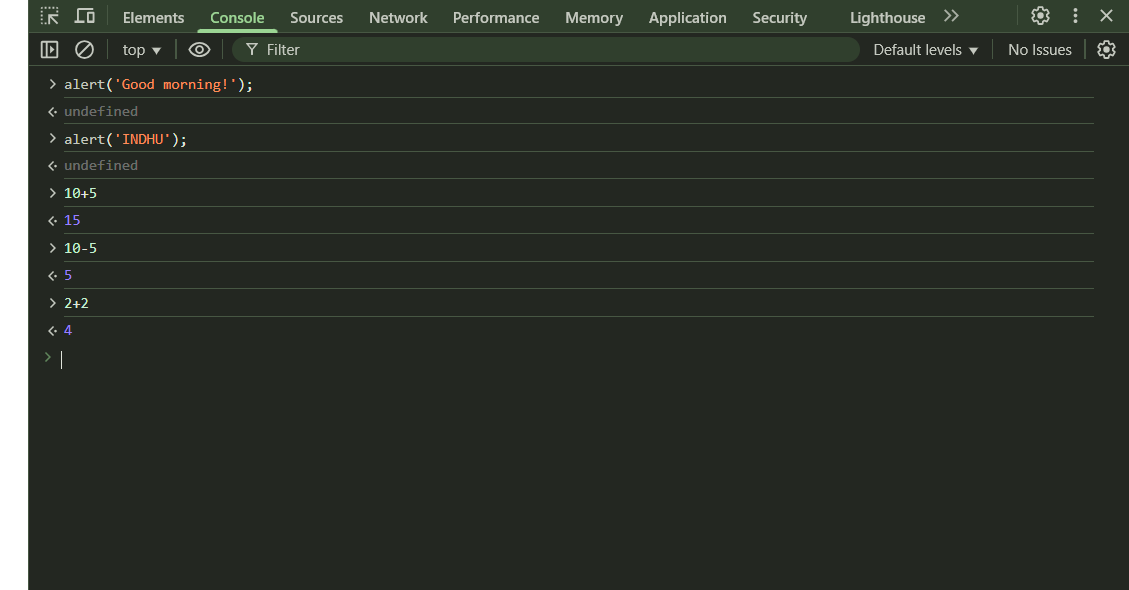 Elements Console Sources Network Performance Memory Application Security Lighthouse
top Filter Default levels No Issues
alert('Good morning!');
undefined
alert('INDHU');
undefined
10+5
15
10-5
5
2+2
4